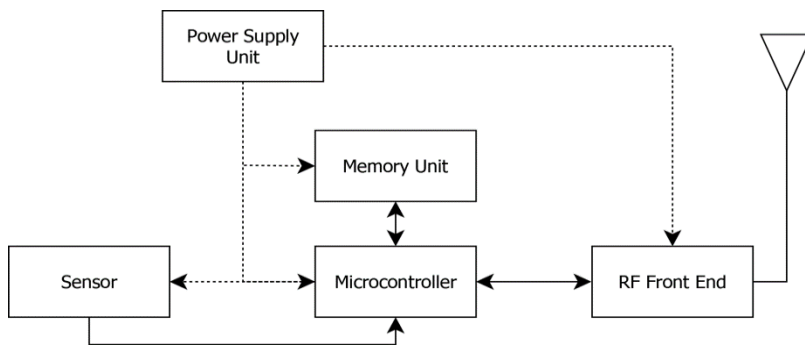 Power Supply
Unit
Memory Unit
Sensor
Microcontroller
RF Front End